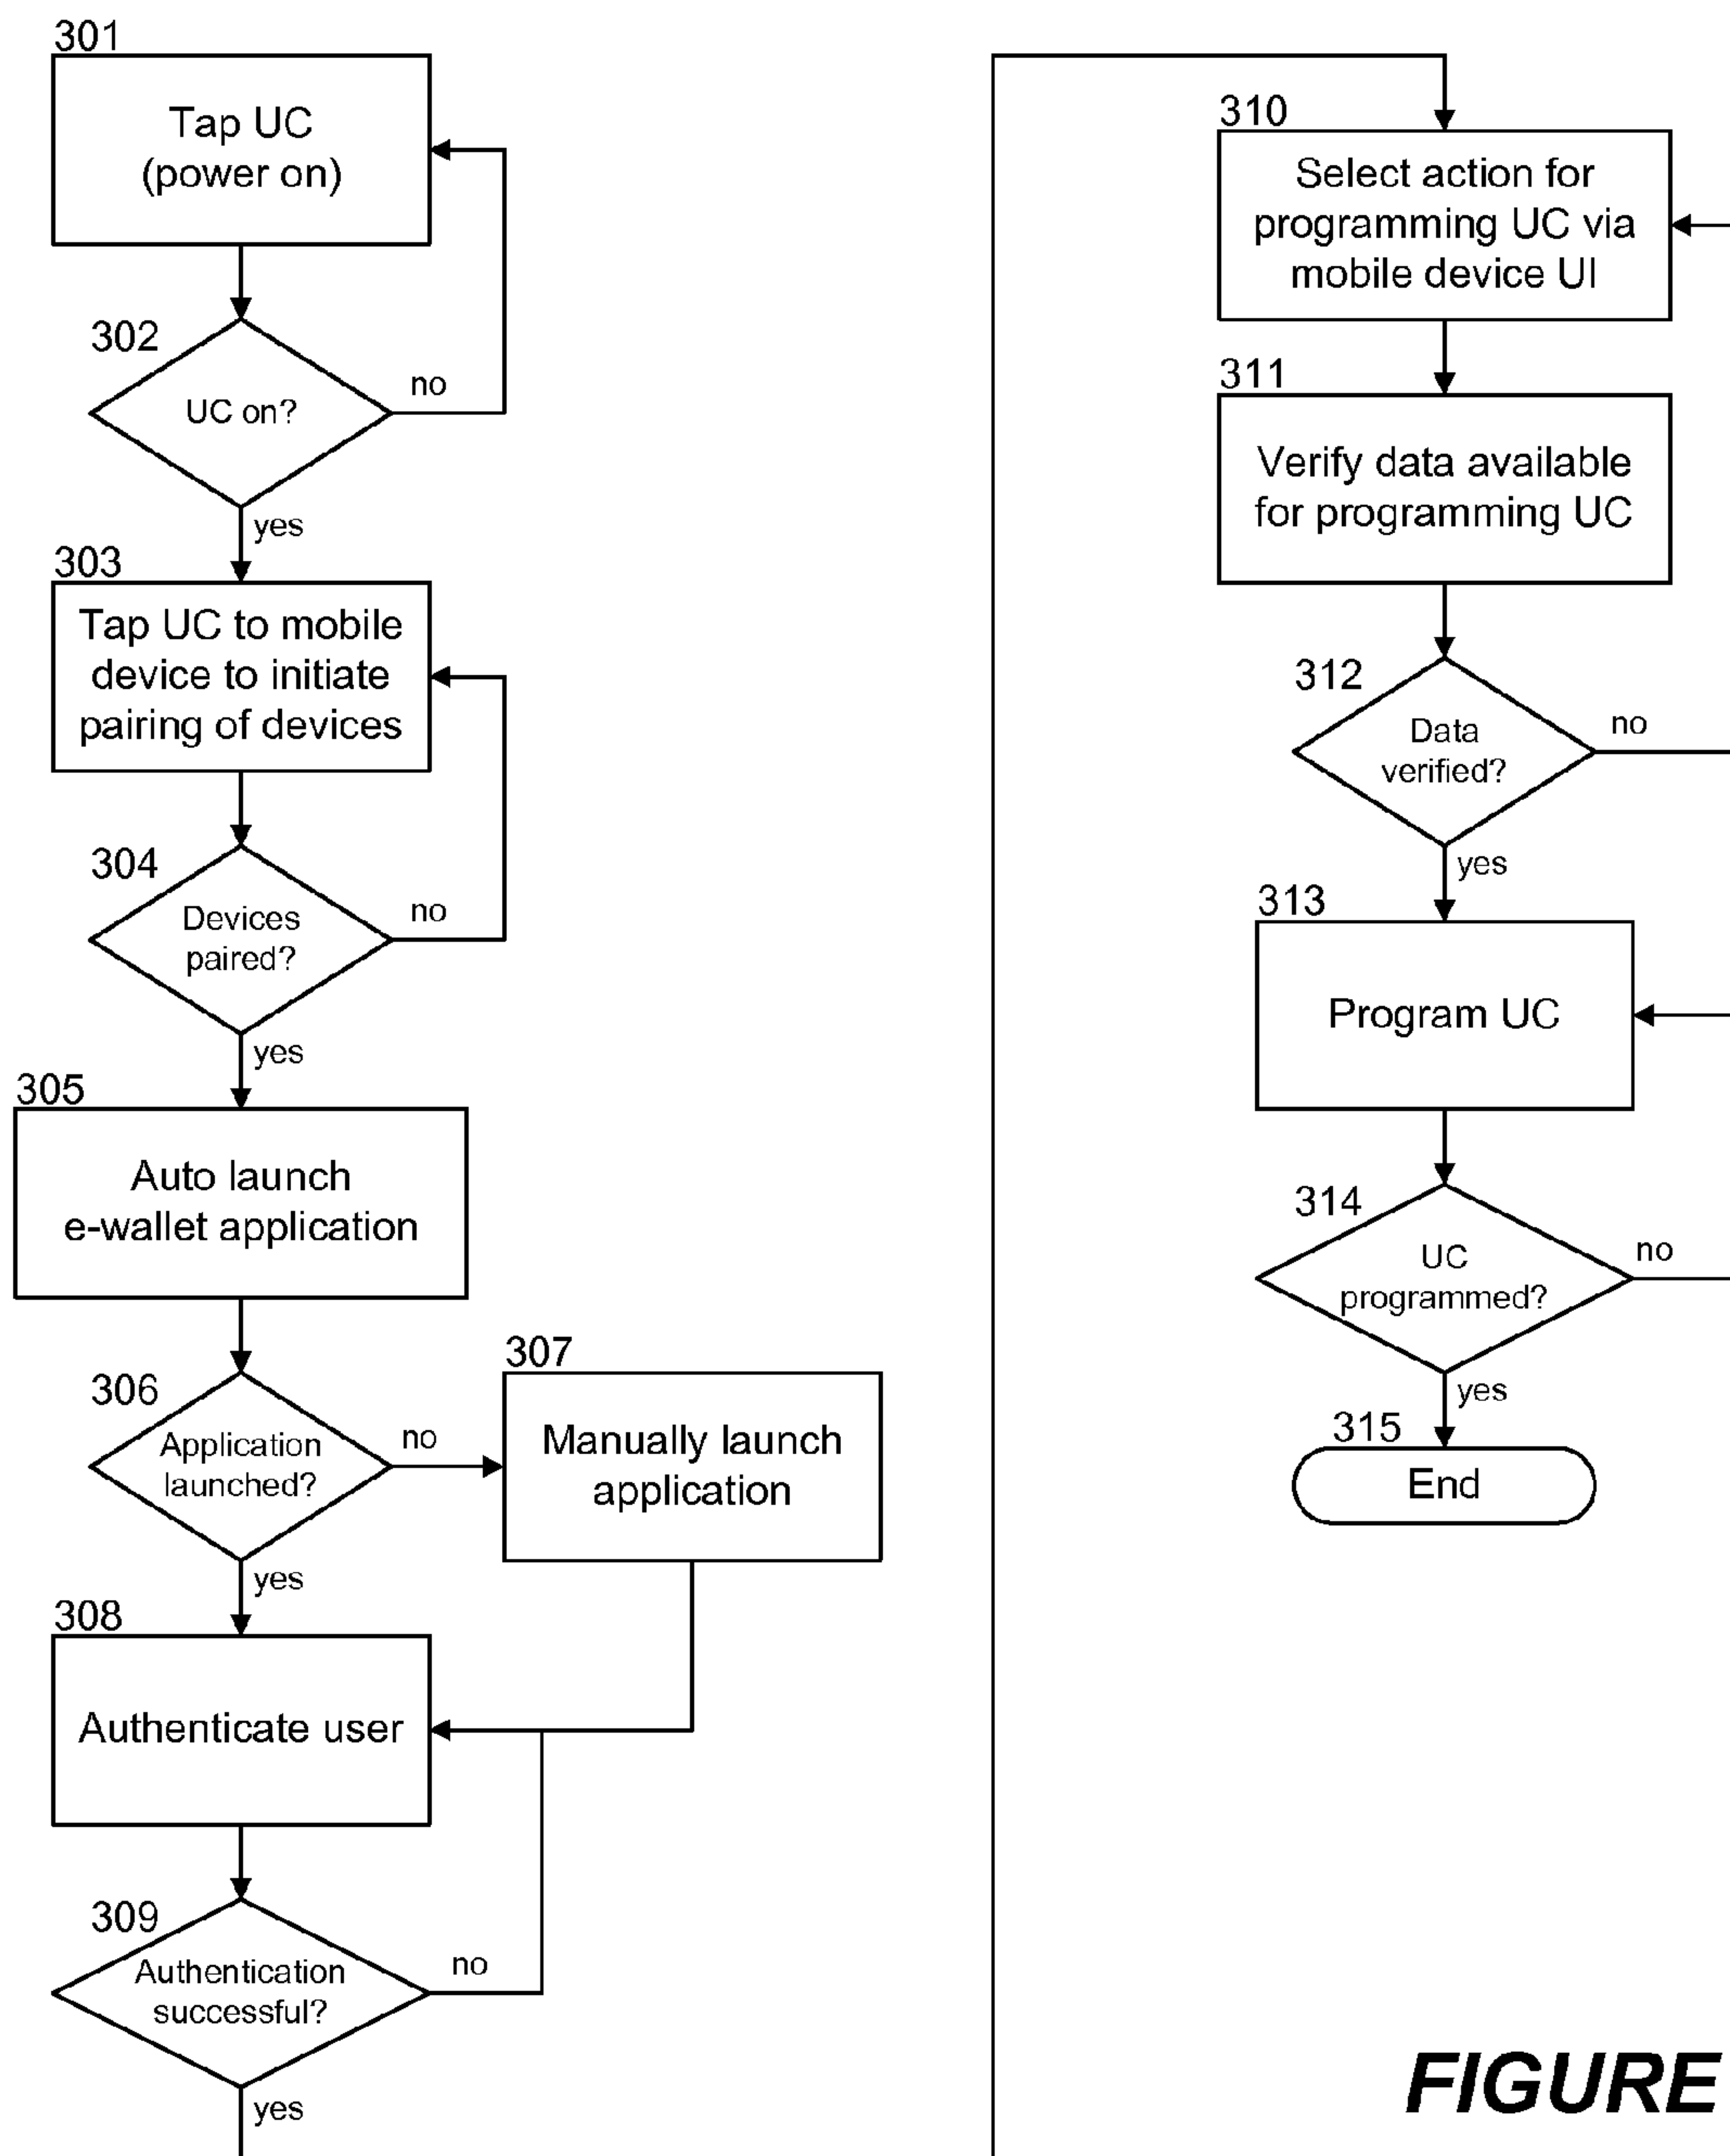 301
Tap UC
(power on)
302
UC on?
no
yes
303
Tap UC to mobile
device to initiate
pairing of devices
304
Devices
paired?
no
yes
305
Auto launch
e-wallet application
306
Application
launched?
no
307
Manually launch
application
yes
308
Authenticate user
309
Authentication
successful?
no
yes
310
Select action for
programming UC via
mobile device UI
311
Verify data available
for programming UC
312
Data
verified?
no
yes
313
Program UC
314
UC
programmed?
no
yes
315
End
FIGURE